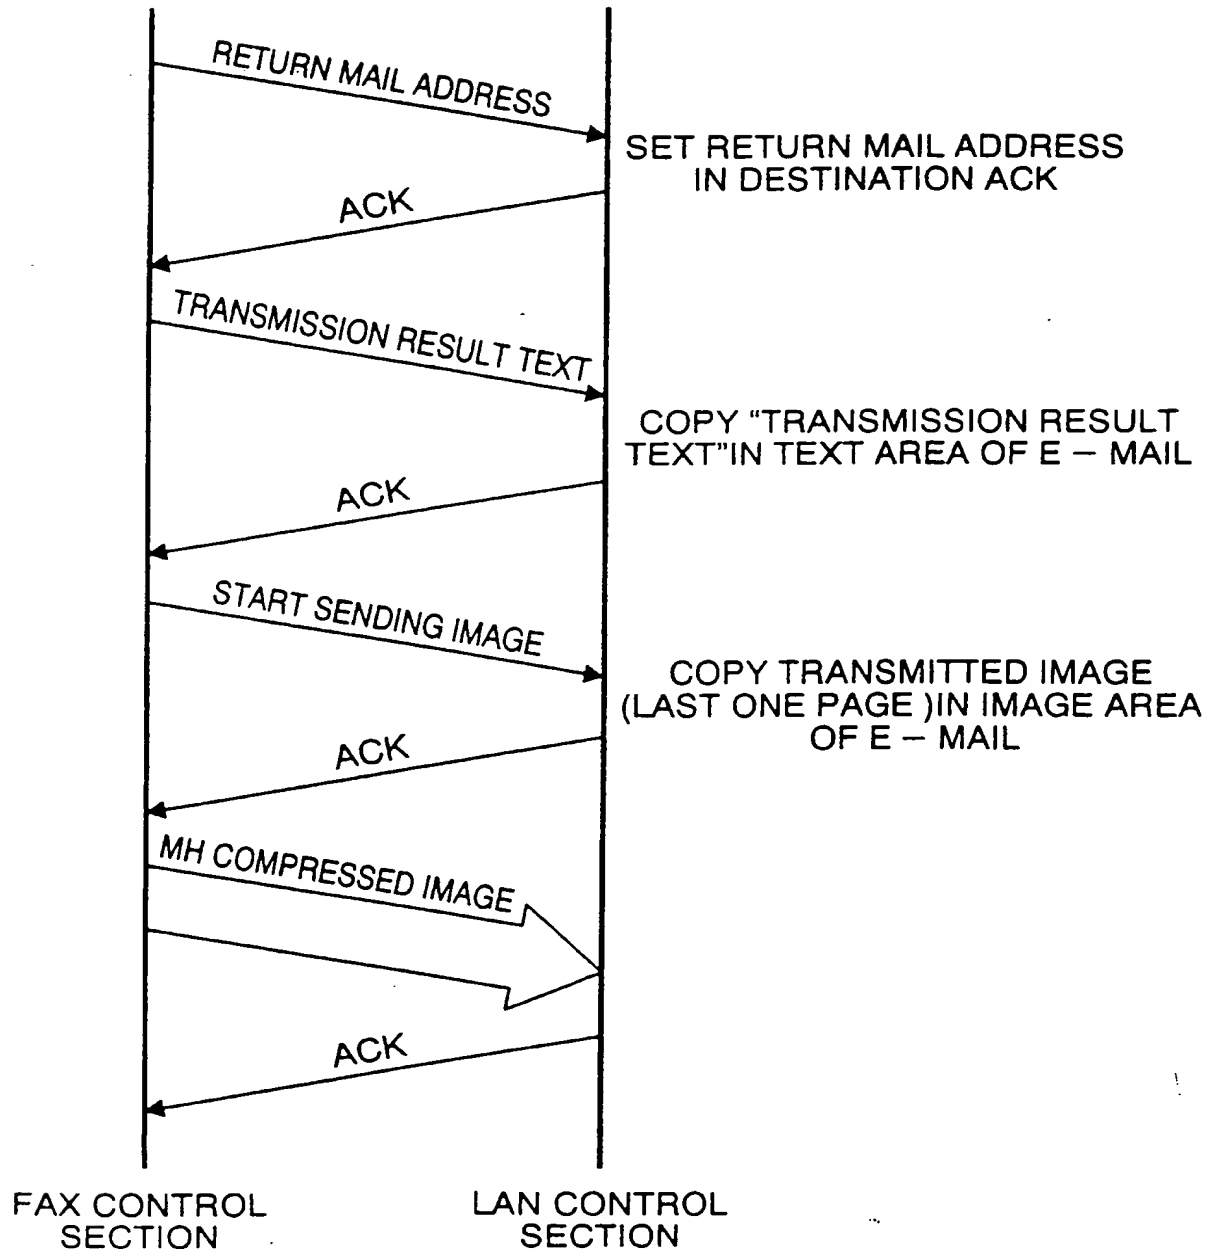 RETURN MAIL ADDRESS
SET RETURN MAIL ADDRESS
IN DESTINATION ACK
ACK
TRANSMISSION RESULT TEXT
COPY "TRANSMISSION RESULT
TEXT"IN TEXT AREA OF E – MAIL
ACK
START SENDING IMAGE
COPY TRANSMITTED IMAGE
(LAST ONE PAGE )IN IMAGE AREA
OF E – MAIL
ACK
MH COMPRESSED IMAGE
ACK
FAX CONTROL
SECTION
LAN CONTROL
SECTION